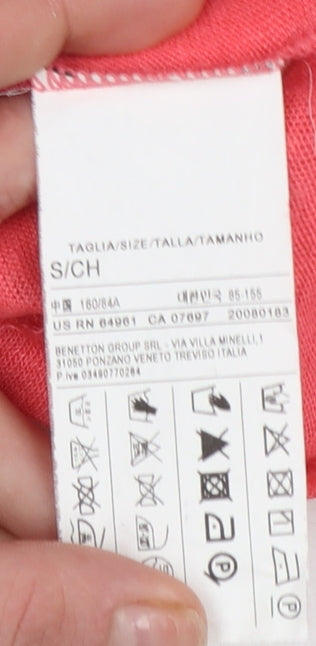 TAGLIA/SIZE/TALLA/TAMANHO
S/CH
中国 160/84A 대한민국 85-155
US RN 64961 CA 07697 20080183
BENETTON GROUP SRL - VIA VILLA MINELLI,1
31050 PONZANO VENETO TREVISO ITALIA
P.iva 03490770264
P
P